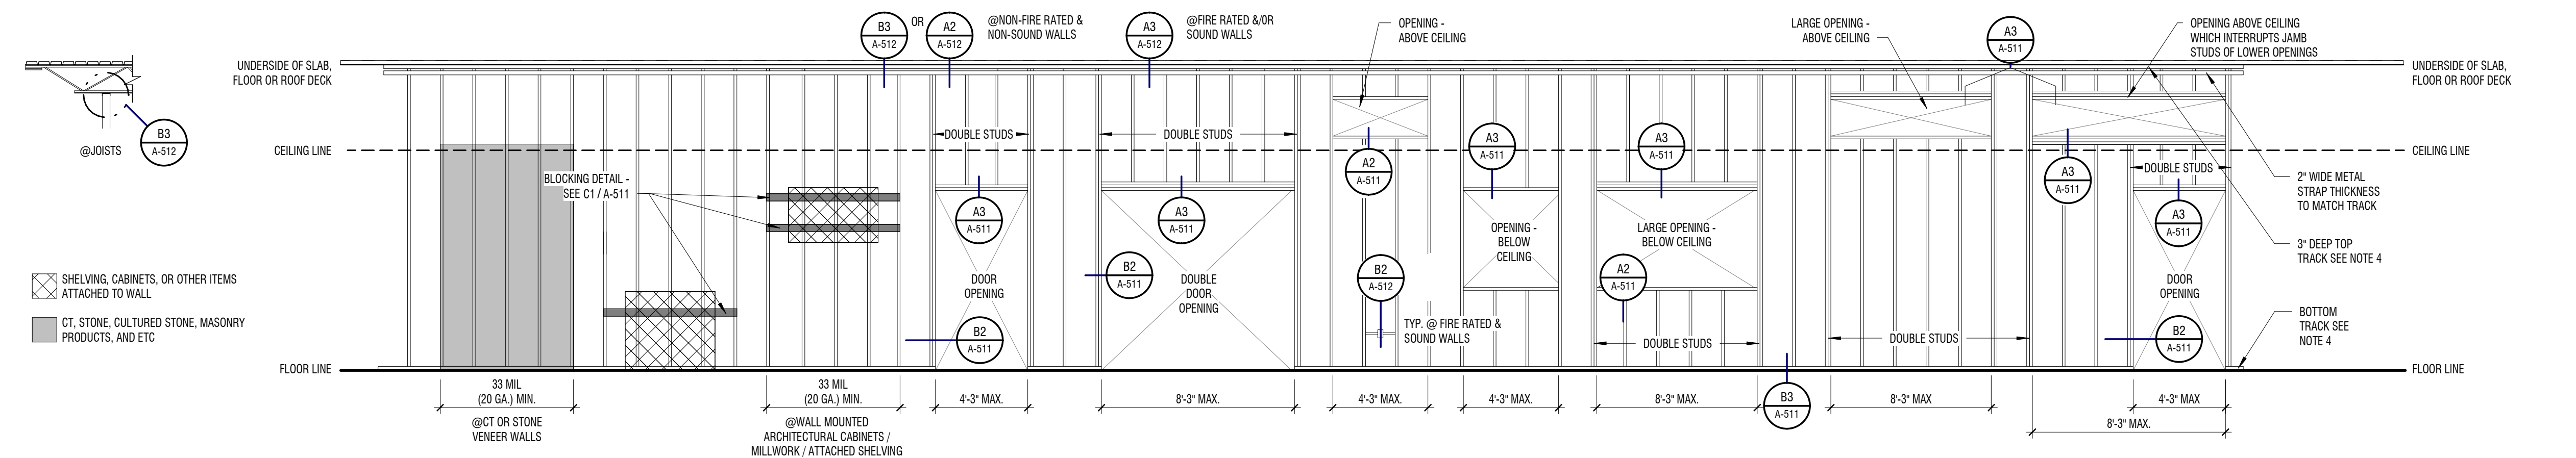 B3
A-512
OR
A2
A-512
@NON-FIRE RATED &
NON-SOUND WALLS
A3
A-512
@FIRE RATED &/0R
SOUND WALLS
OPENING -
ABOVE CEILING
LARGE OPENING -
ABOVE CEILING
A3
A-511
OPENING ABOVE CEILING
WHICH INTERRUPTS JAMB
STUDS OF LOWER OPENINGS
UNDERSIDE OF SLAB,
FLOOR OR ROOF DECK
UNDERSIDE OF SLAB,
FLOOR OR ROOF DECK
B3
A-512
@JOISTS
CEILING LINE
DOUBLE STUDS
DOUBLE STUDS
A2
A-511
A3
A-511
A3
A-511
A3
A-511
DOUBLE STUDS
CEILING LINE
BLOCKING DETAIL -
SEE C1 / A-511
A3
A-511
A3
A-511
A3
A-511
2" WIDE METAL
STRAP THICKNESS
TO MATCH TRACK
OPENING -
BELOW
CEILING
LARGE OPENING -
BELOW CEILING
3" DEEP TOP
TRACK SEE NOTE 4
SHELVING, CABINETS, OR OTHER ITEMS
ATTACHED TO WALL
DOOR
OPENING
B2
A-511
DOUBLE
DOOR
OPENING
B2
A-512
A2
A-511
DOOR
OPENING
CT, STONE, CULTURED STONE, MASONRY
PRODUCTS, AND ETC
B2
A-511
TYP. @ FIRE RATED &
SOUND WALLS
DOUBLE STUDS
DOUBLE STUDS
B2
A-511
BOTTOM
TRACK SEE
NOTE 4
FLOOR LINE
FLOOR LINE
33 MIL
(20 GA.) MIN.
@CT OR STONE
VENEER WALLS
33 MIL
(20 GA.) MIN.
@WALL MOUNTED
ARCHITECTURAL CABINETS /
MILLWORK / ATTACHED SHELVING
4'-3" MAX.
8'-3" MAX.
4'-3" MAX.
4'-3" MAX.
8'-3" MAX.
B3
A-511
8'-3" MAX
4'-3" MAX
8'-3" MAX.